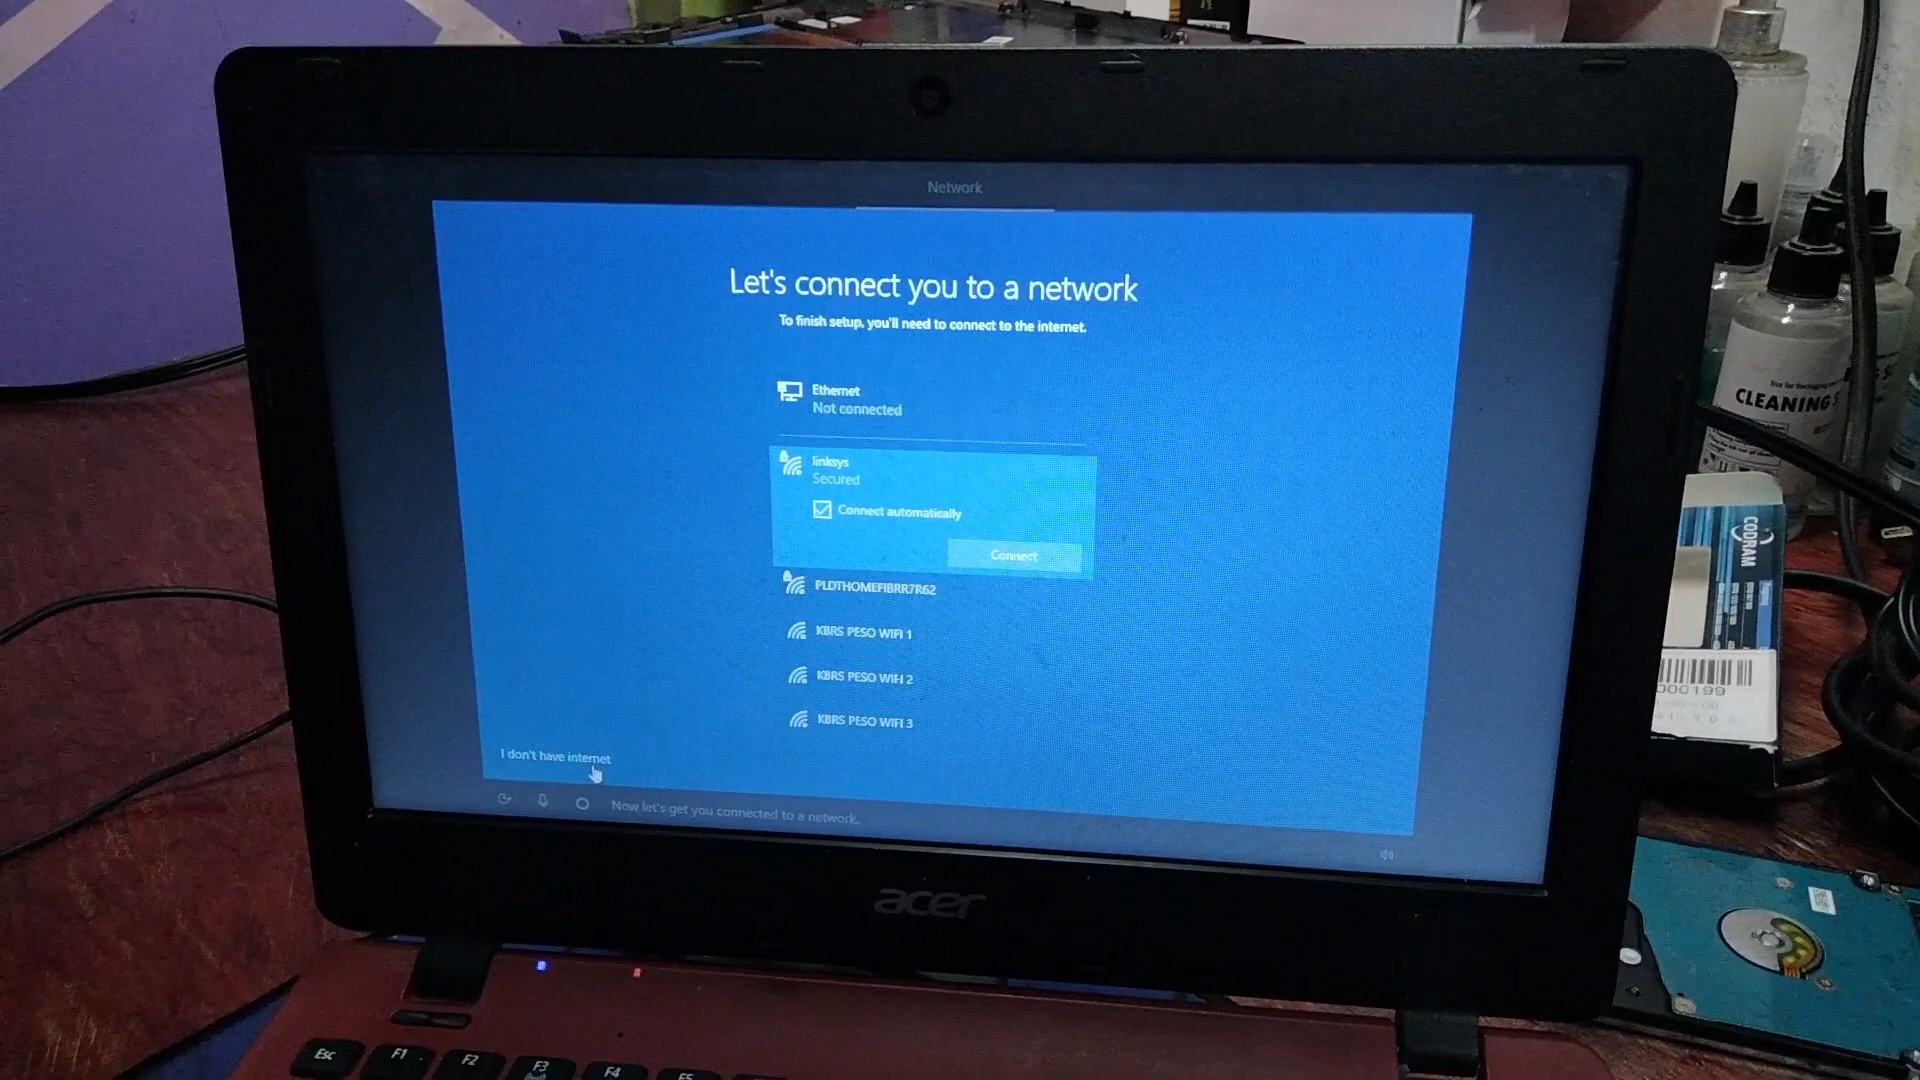 Network
Let's connect you to a network
To finish setup, you'll need to connect to the internet.
Ethernet
Not connected
linksys
Secured
Connect automatically
Connect
PLDTHOMEFIBRR7R62
KBRS PESO WIFI 1
KBRS PESO WIFI 2
KBRS PESO WIFI 3
I don't have internet
Now let's get you connected to a network.
acer
Esc
F1
F2
F3
F4
F5
CLEANING
CODRAM
000199